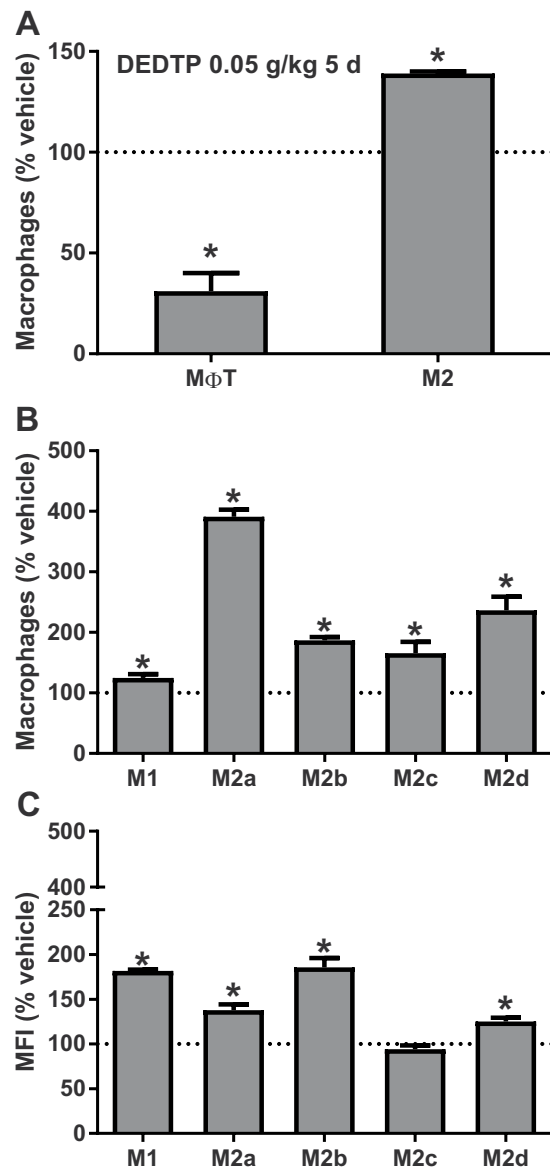 A
DEDTP 0.05 g/kg 5 d
Macrophages (% vehicle)
150
100
50
0
*
*
MΦT
M2
B
Macrophages (% vehicle)
500
400
300
200
100
0
*
*
*
*
*
M1
M2a
M2b
M2c
M2d
C
MFI (% vehicle)
500
400
250
200
150
100
50
0
*
*
*
*
M1
M2a
M2b
M2c
M2d